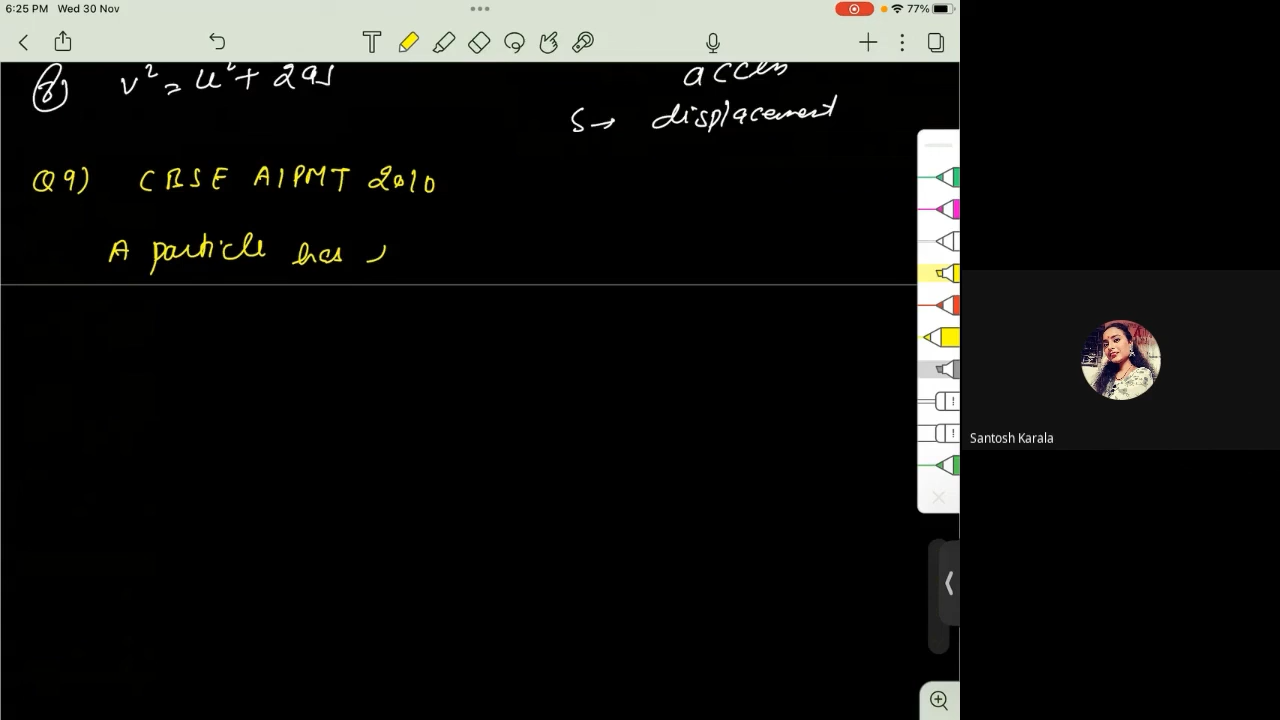 6:25 PM Wed 30 Nov
77%
T
8) v² = u² + 2as
S → displacement
Q9) CBSE AIPMT 2010
A particle has
Santosh Karala